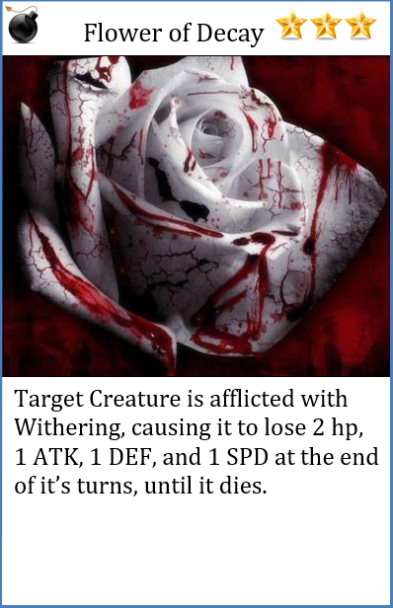 Flower of Decay
Target Creature is afflicted with
Withering, causing it to lose 2 hp,
1 ATK, 1 DEF, and 1 SPD at the end
of it’s turns, until it dies.